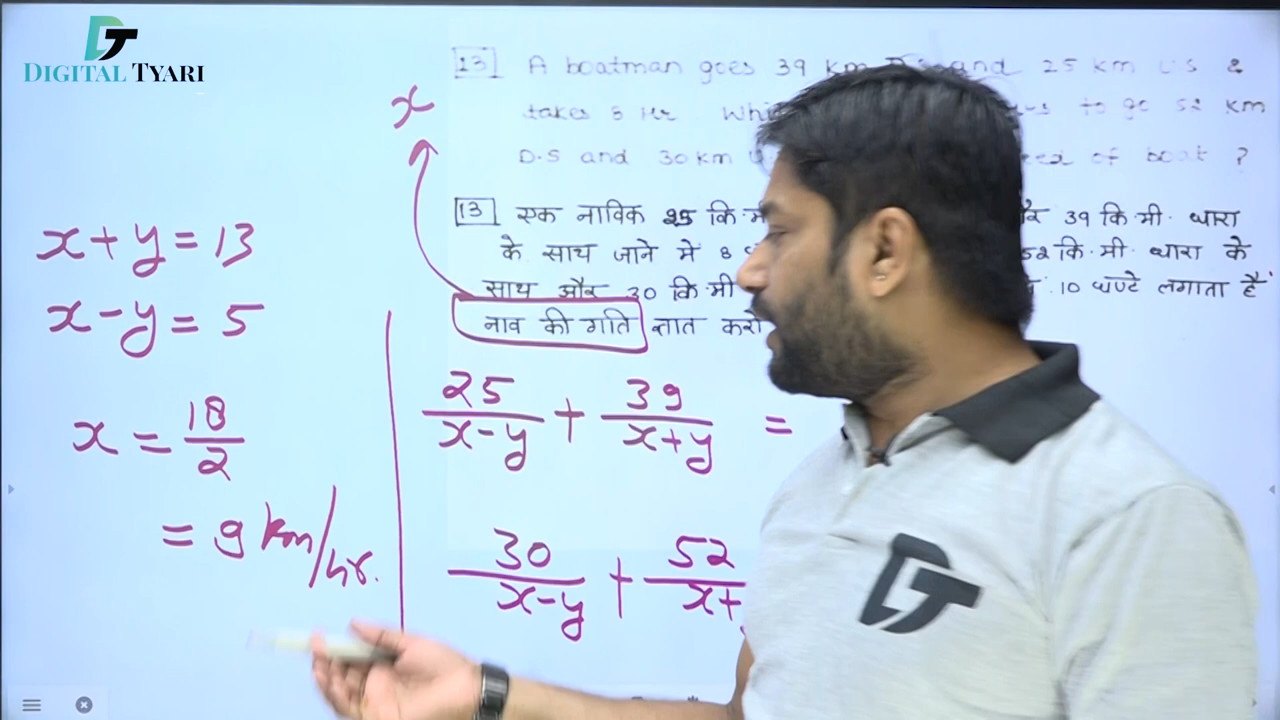 DIGITAL TYARI
13 A boatman goes 39 km D.S and 25 km U.S &
takes 8 Hr to go 52 km
D.S and 30 km of boat ?
13 एक नाविक 25 कि.मी 39 कि.मी. धारा
के साथ जाने में 8 52 कि.मी. धारा के
साथ और 30 कि.मी 10 घण्टे लगाता हैं
नाव की गति ज्ञात करो
x
x+y=13
x-y=5
x = 18/2
= 9 km/hr.
25/x-y + 39/x+y =
30/x-y + 52/x+
DT